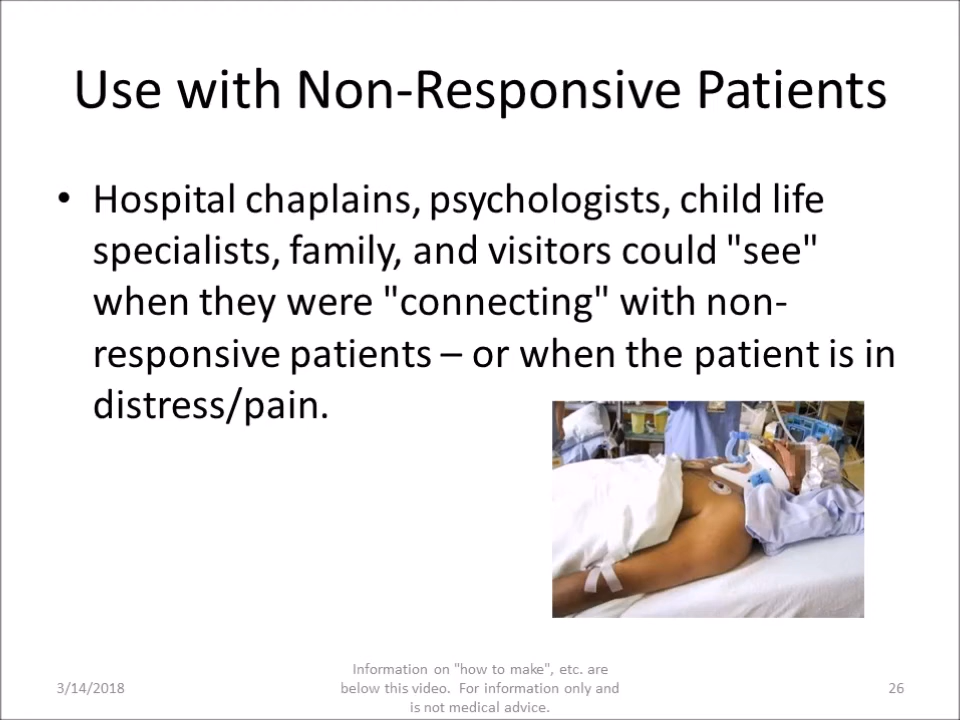 Use with Non-Responsive Patients
• Hospital chaplains, psychologists, child life
specialists, family, and visitors could "see"
when they were "connecting" with non-
responsive patients – or when the patient is in
distress/pain.
3/14/2018
Information on "how to make", etc. are
below this video.  For information only and
is not medical advice.
26